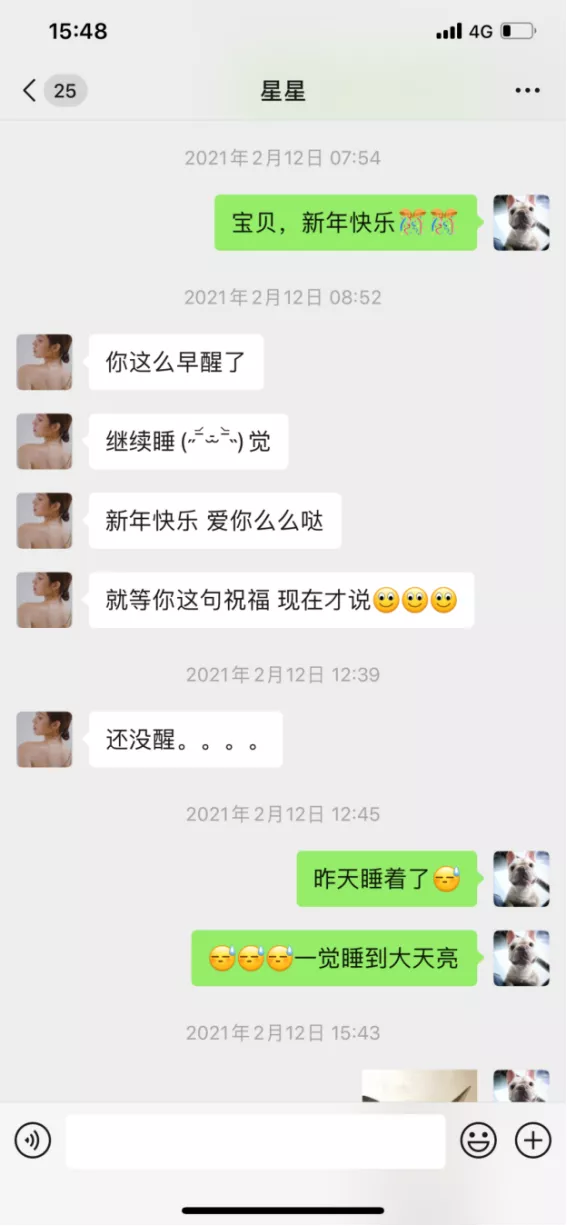 15:48
4G
25
星星
2021年2月12日 07:54
宝贝，新年快乐🎊🎊
2021年2月12日 08:52
你这么早醒了
继续睡(˶‾᷄ ⁻̫ ‾᷅˵)觉
新年快乐 爱你么么哒
就等你这句祝福 现在才说🙂🙂🙂
2021年2月12日 12:39
还没醒。。。。
2021年2月12日 12:45
昨天睡着了😅
😅😅😅一觉睡到大天亮
2021年2月12日 15:43